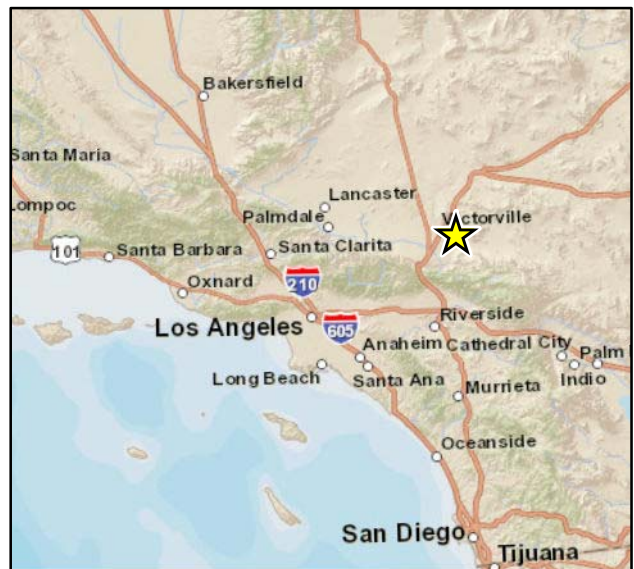 Bakersfield
Santa Maria
Lompoc
Lancaster
Palmdale
Victorville
101
Santa Barbara
Santa Clarita
Oxnard
210
Los Angeles
605
Riverside
Anaheim
Cathedral City
Palm
Long Beach
Santa Ana
Indio
Murrieta
Oceanside
San Diego
Tijuana